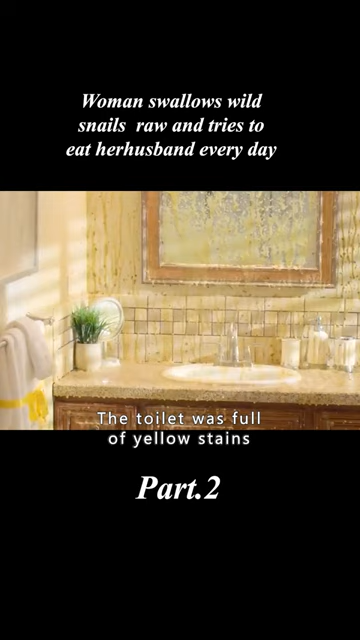 Woman swallows wild
snails raw and tries to
eat herhusband every day
The toilet was full
of yellow stains
Part.2